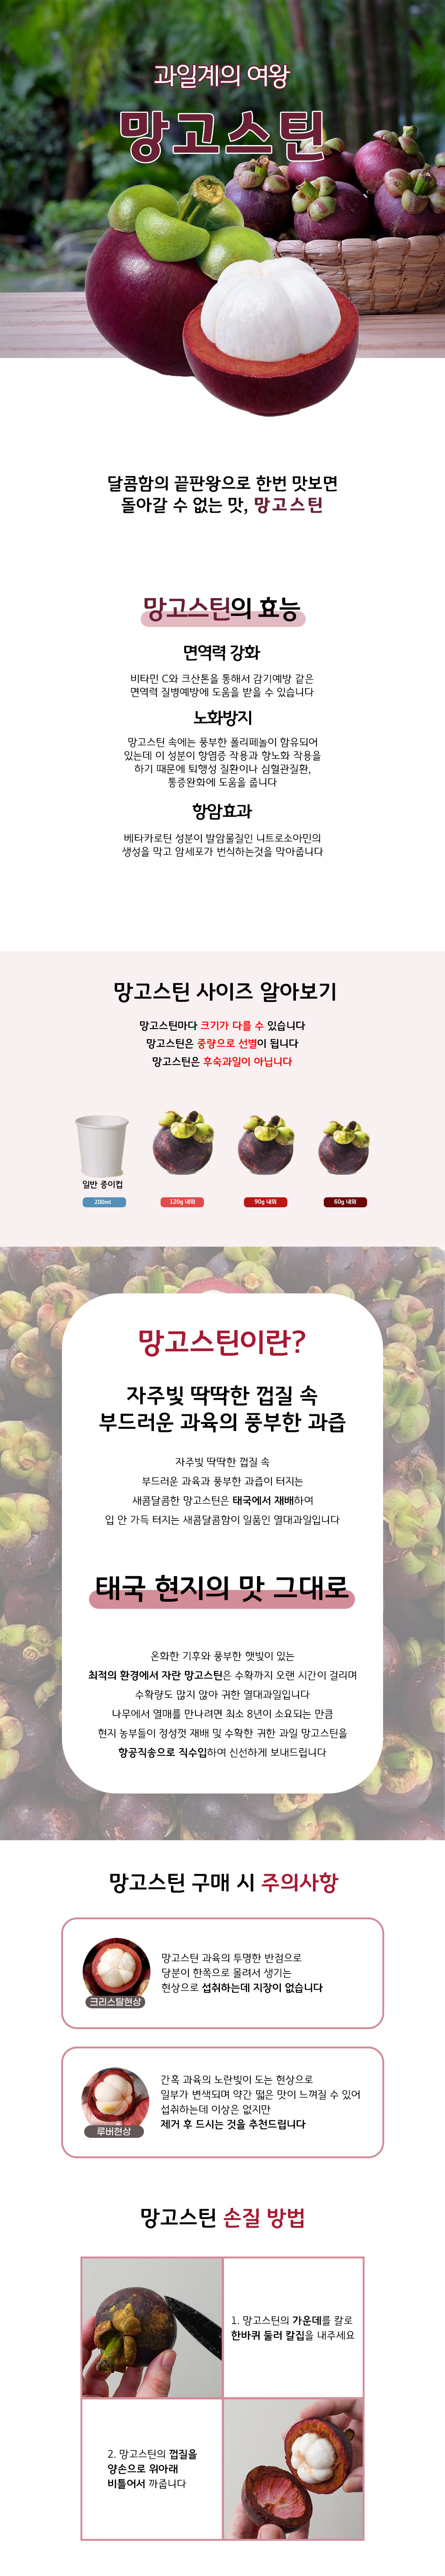 과일계의 여왕
망고스틴
달콤함의 끝판왕으로 한번 맛보면
돌아갈 수 없는 맛, 망고스틴
망고스틴의 효능
면역력 강화
비타민 C와 크산톤을 통해서 감기예방 같은
면역력 질병예방에 도움을 받을 수 있습니다
노화방지
망고스틴 속에는 풍부한 폴리페놀이 함유되어
있는데 이 성분이 항염증 작용과 항노화 작용을
하기 때문에 퇴행성 질환이나 심혈관질환,
통증완화에 도움을 줍니다
항암효과
베타카로틴 성분이 발암물질인 니트로소아민의
생성을 막고 암세포가 번식하는것을 막아줍니다
망고스틴 사이즈 알아보기
망고스틴마다 크기가 다를 수 있습니다
망고스틴은 중량으로 선별이 됩니다
망고스틴은 후숙과일이 아닙니다
일반 종이컵
200ml
120g 내외
90g 내외
60g 내외
망고스틴이란?
자주빛 딱딱한 껍질 속
부드러운 과육의 풍부한 과즙
자주빛 딱딱한 껍질 속
부드러운 과육과 풍부한 과즙이 터지는
새콤달콤한 망고스틴은 태국에서 재배하여
입 안 가득 터지는 새콤달콤함이 일품인 열대과일입니다
태국 현지의 맛 그대로
온화한 기후와 풍부한 햇빛이 있는
최적의 환경에서 자란 망고스틴은 수확까지 오랜 시간이 걸리며
수확량도 많지 않아 귀한 열대과일입니다
나무에서 열매를 만나려면 최소 8년이 소요되는 만큼
현지 농부들이 정성껏 재배 및 수확한 귀한 과일 망고스틴을
항공직송으로 직수입하여 신선하게 보내드립니다
망고스틴 구매 시 주의사항
망고스틴 과육의 투명한 반점으로
당분이 한쪽으로 몰려서 생기는
현상으로 섭취하는데 지장이 없습니다
크리스탈현상
간혹 과육의 노란빛이 도는 현상으로
일부가 변색되며 약간 떫은 맛이 느껴질 수 있어
섭취하는데 이상은 없지만
제거 후 드시는 것을 추천드립니다
루버현상
망고스틴 손질 방법
1. 망고스틴의 가운데를 칼로
한바퀴 둘러 칼집을 내주세요
2. 망고스틴의 껍질을
양손으로 위아래
비틀어서 까줍니다